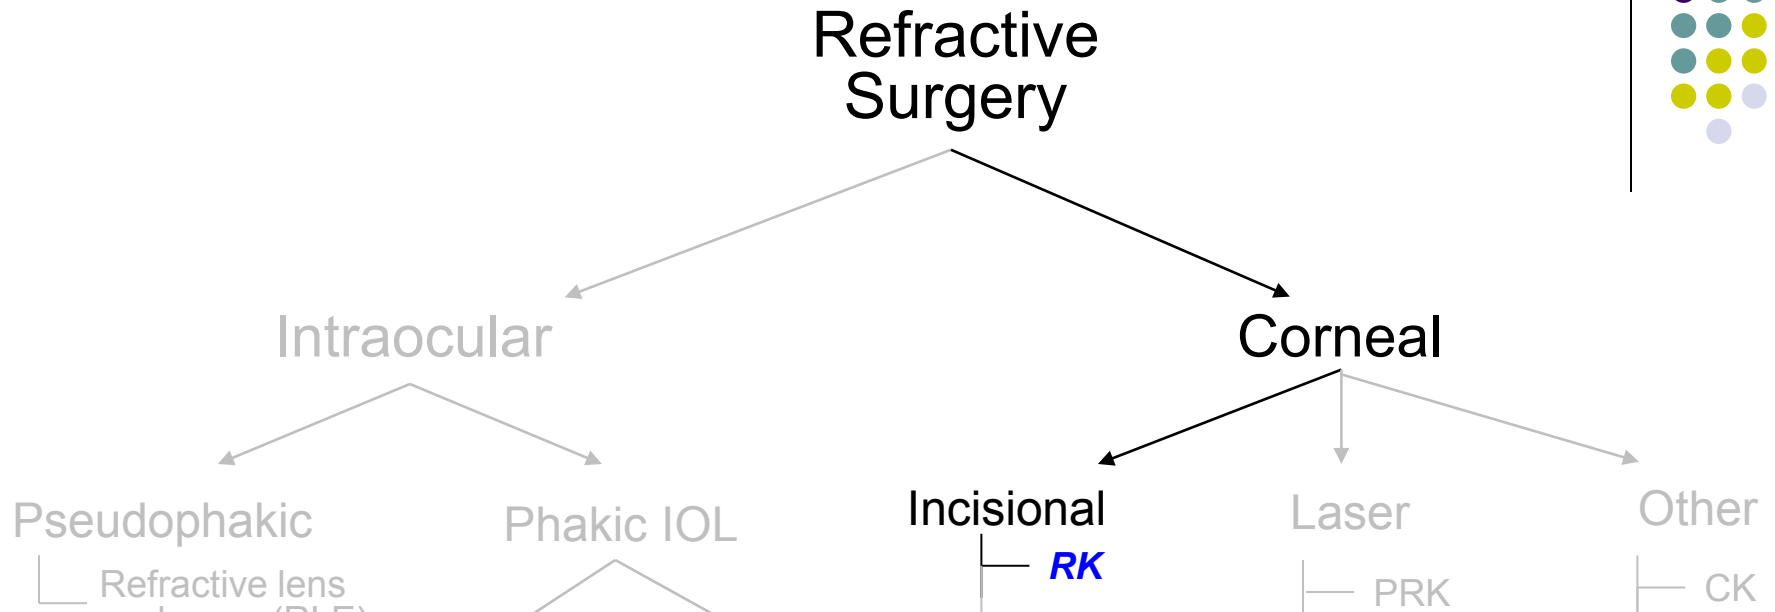 Refractive
Surgery
Intraocular
Corneal
Pseudophakic
Phakic IOL
Incisional
Laser
Other
RK
Refractive lens
PRK
CK